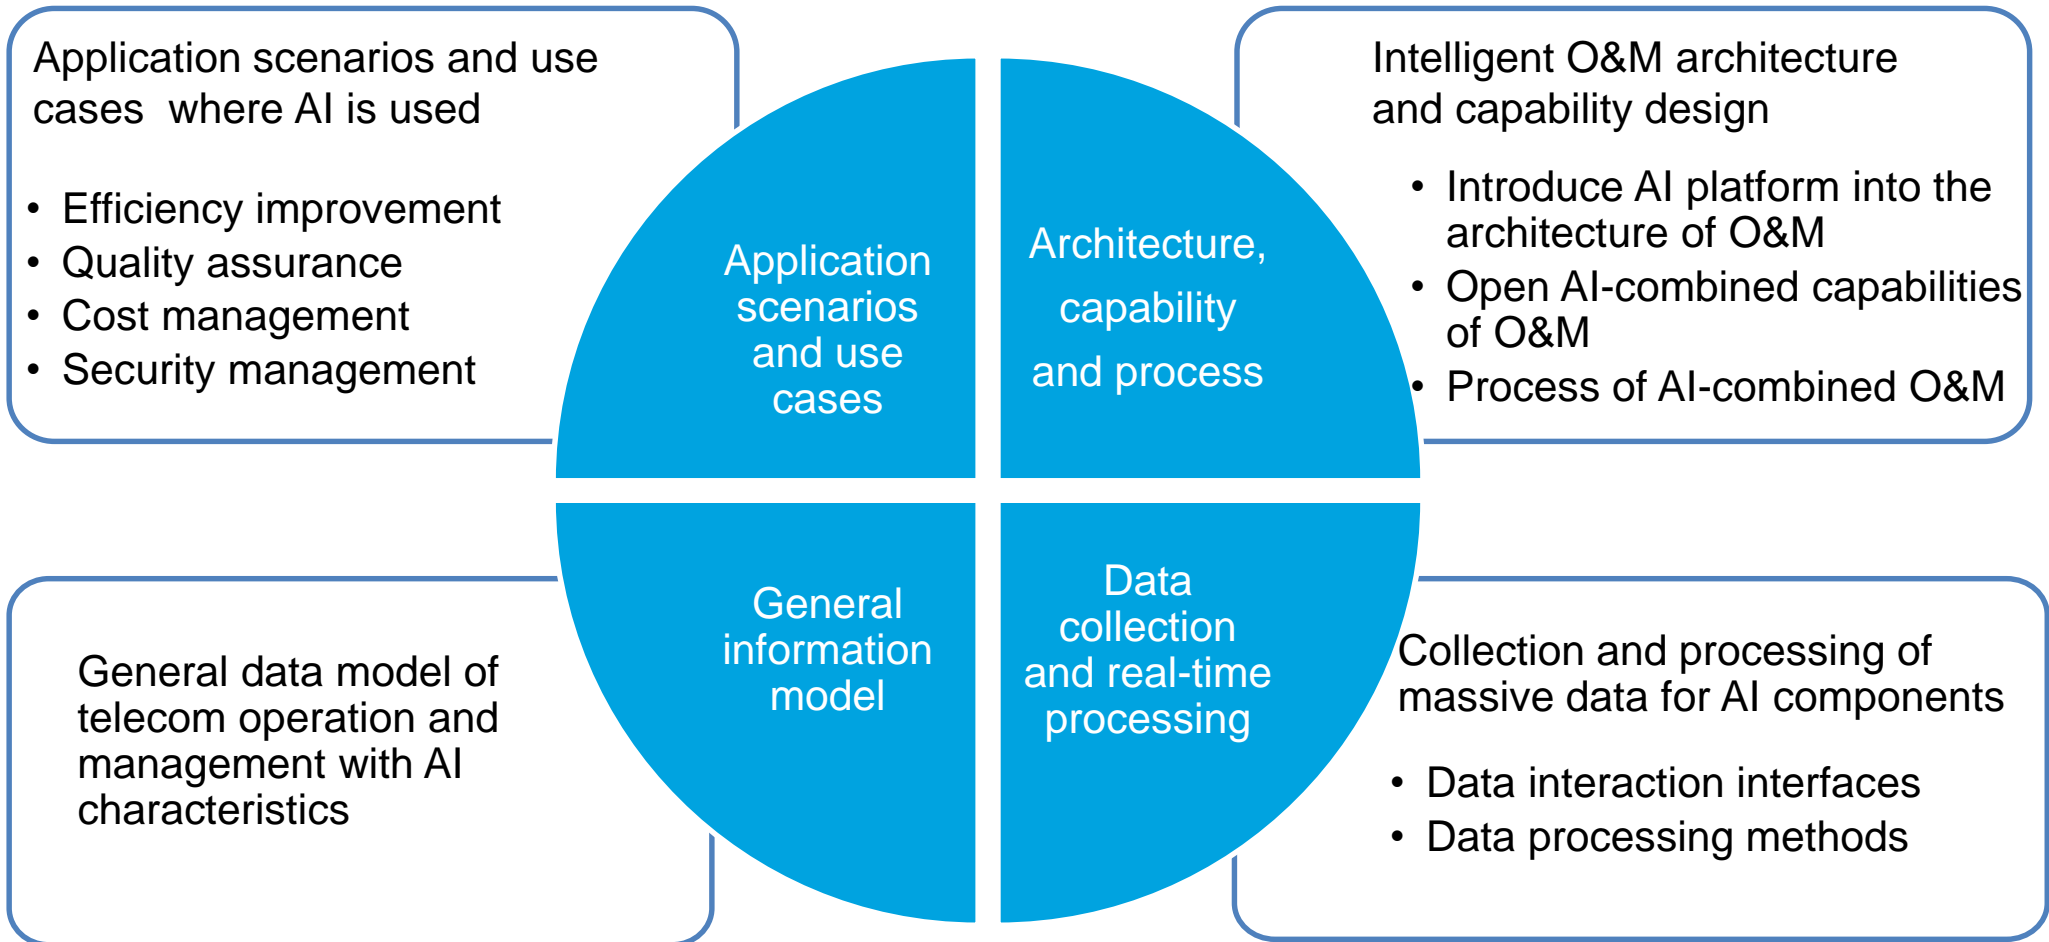 Application scenarios and use
cases where AI is used
• Efficiency improvement
• Quality assurance
• Cost management
• Security management
Application
scenarios
and use
cases
Architecture,
capability
and process
Intelligent O&M architecture
and capability design
• Introduce AI platform into the
architecture of O&M
• Open AI-combined capabilities
of O&M
• Process of AI-combined O&M
General data model of
telecom operation and
management with AI
characteristics
General
information
model
Data
collection
and real-time
processing
Collection and processing of
massive data for AI components
• Data interaction interfaces
• Data processing methods